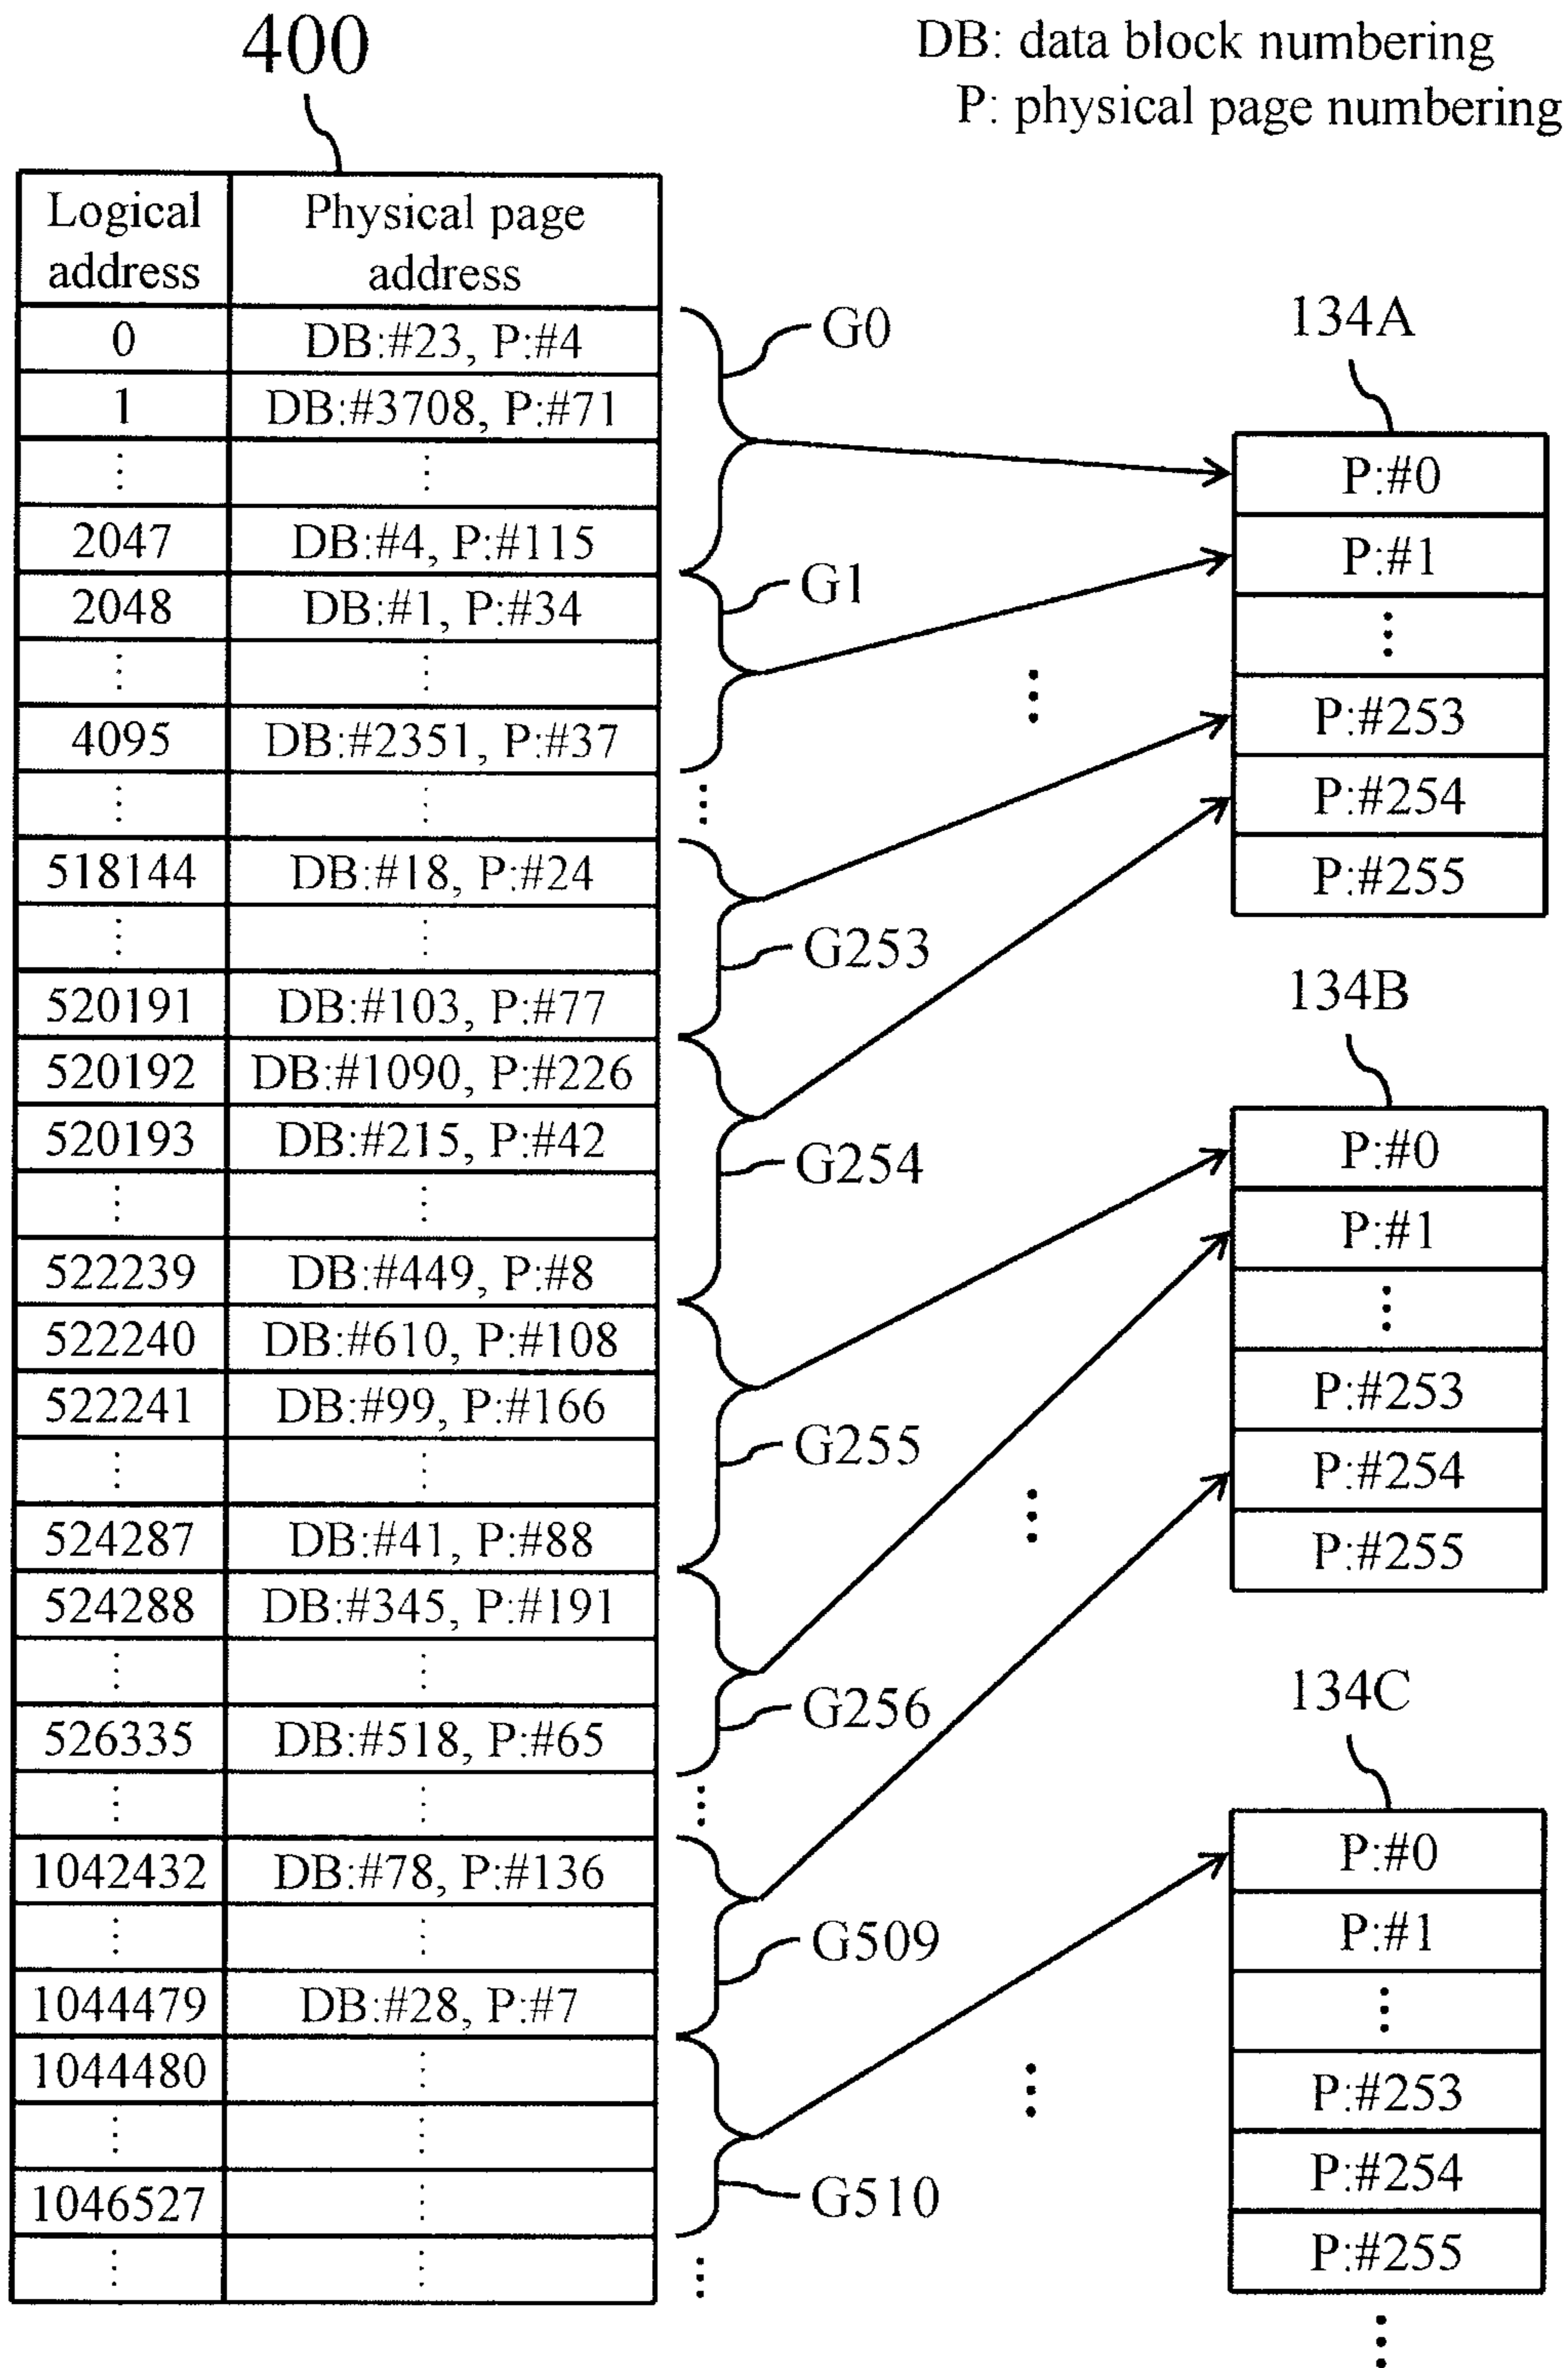 400
DB: data block numbering
P: physical page numbering
Logical address Physical page address
0 DB:#23, P:#4
1 DB:#3708, P:#71
⋮ ⋮
2047 DB:#4, P:#115
2048 DB:#1, P:#34
⋮ ⋮
4095 DB:#2351, P:#37
⋮ ⋮
518144 DB:#18, P:#24
⋮ ⋮
520191 DB:#103, P:#77
520192 DB:#1090, P:#226
520193 DB:#215, P:#42
⋮ ⋮
522239 DB:#449, P:#8
522240 DB:#610, P:#108
522241 DB:#99, P:#166
⋮ ⋮
524287 DB:#41, P:#88
524288 DB:#345, P:#191
⋮ ⋮
526335 DB:#518, P:#65
⋮ ⋮
1042432 DB:#78, P:#136
⋮ ⋮
1044479 DB:#28, P:#7
1044480 ⋮
⋮ ⋮
1046527 ⋮
⋮ ⋮
G0
G1
⋮
G253
G254
G255
G256
⋮
G509
G510
⋮
⋮
⋮
⋮
134A
P:#0
P:#1
⋮
P:#253
P:#254
P:#255
134B
P:#0
P:#1
⋮
P:#253
P:#254
P:#255
134C
P:#0
P:#1
⋮
P:#253
P:#254
P:#255
⋮